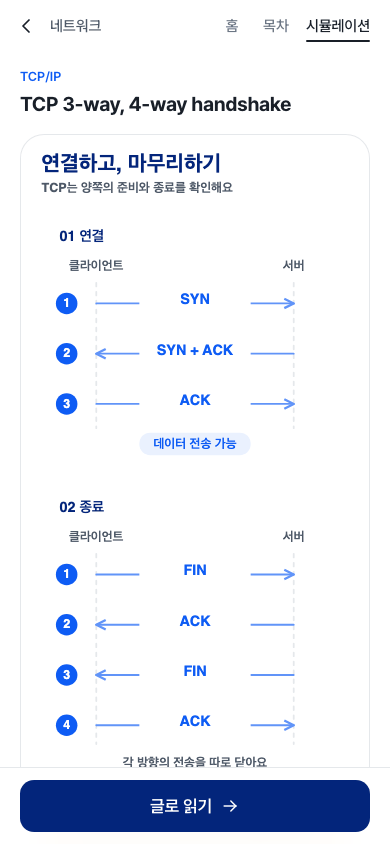 네트워크
홈 목차 시뮬레이션
TCP/IP
TCP 3-way, 4-way handshake
연결하고, 마무리하기
TCP는 양쪽의 준비와 종료를 확인해요
01 연결
클라이언트 서버
1 SYN
2 SYN + ACK
3 ACK
데이터 전송 가능
02 종료
클라이언트 서버
1 FIN
2 ACK
3 FIN
4 ACK
각 방향의 전송을 따로 닫아요
글로 읽기 →